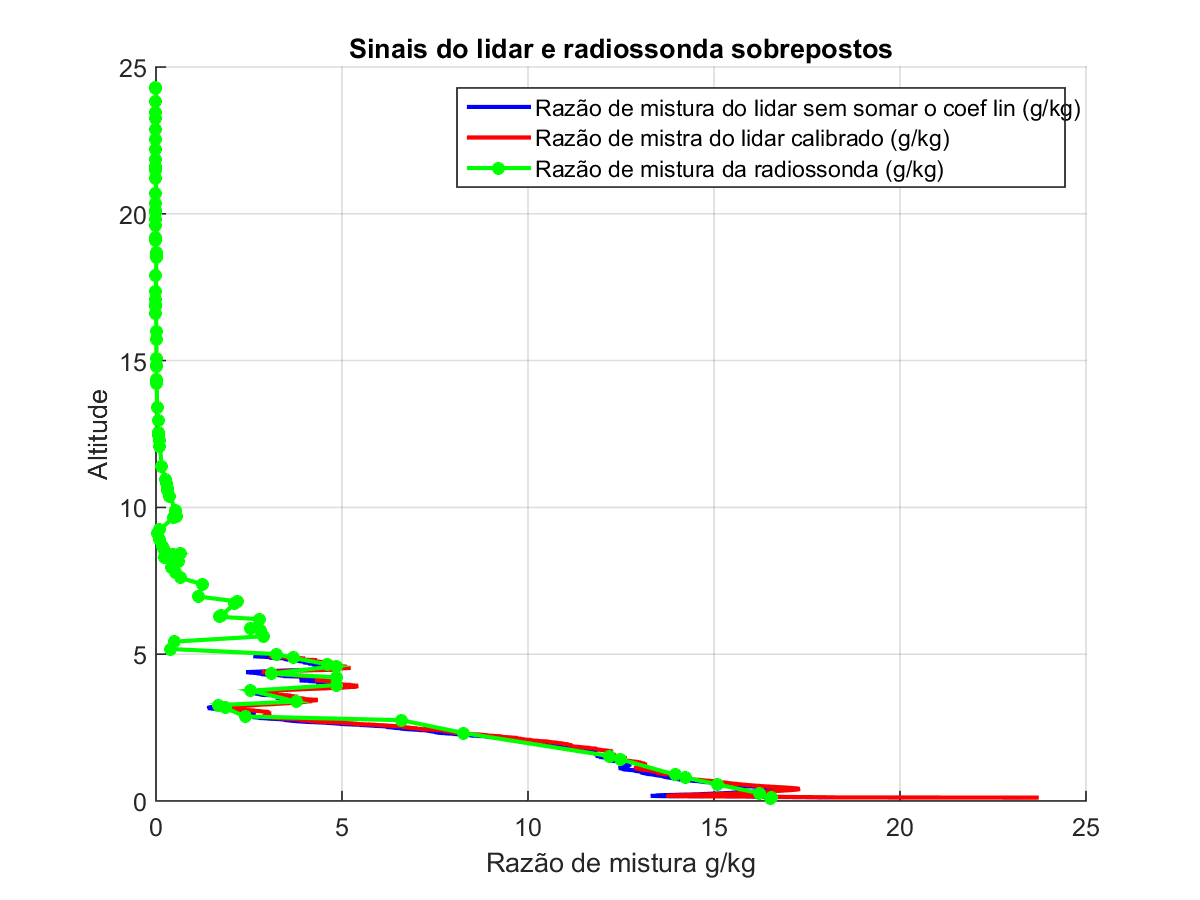 Sinais do lidar e radiossonda sobrepostos
Razão de mistura do lidar sem somar o coef lin (g/kg)
Razão de mistra do lidar calibrado (g/kg)
Razão de mistura da radiossonda (g/kg)
25
20
15
10
5
0
Altitude
0 5 10 15 20 25
Razão de mistura g/kg